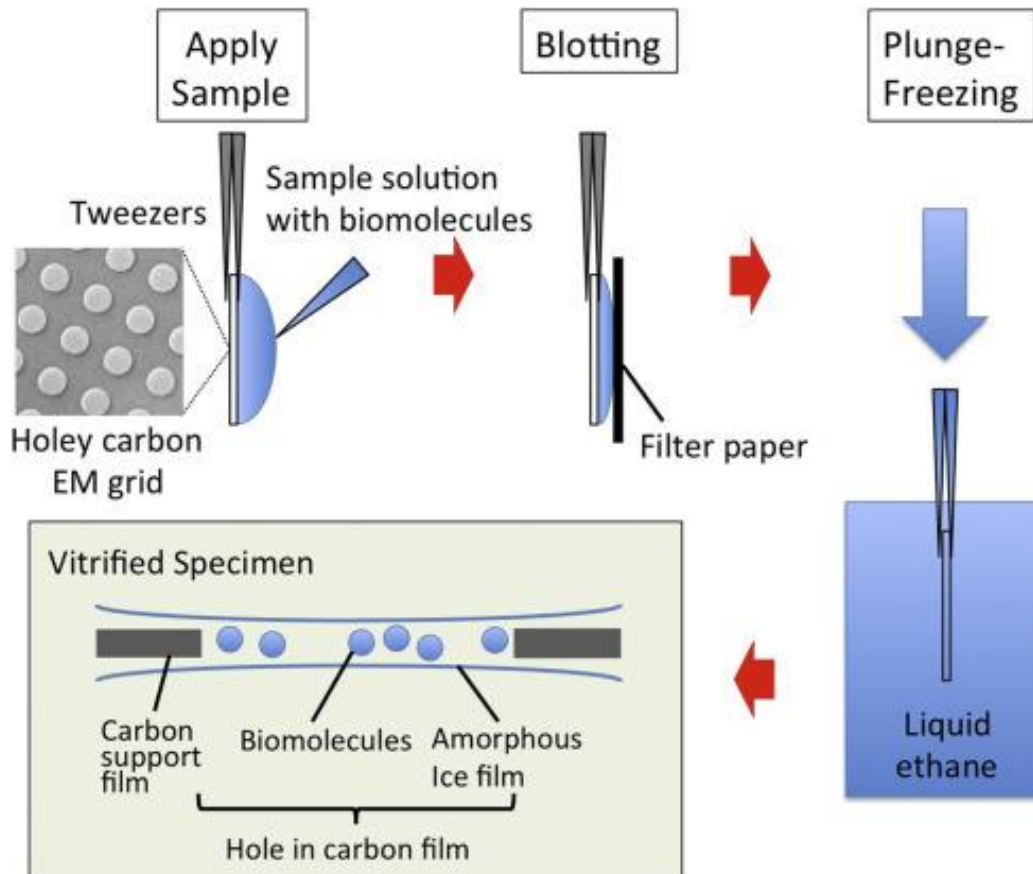 Apply
Sample
Blotting
Plunge-
Freezing
Tweezers
Sample solution
with biomolecules
Holey carbon
EM grid
Filter paper
Liquid
ethane
Vitrified Specimen
Carbon
support
film
Biomolecules
Amorphous
Ice film
Hole in carbon film